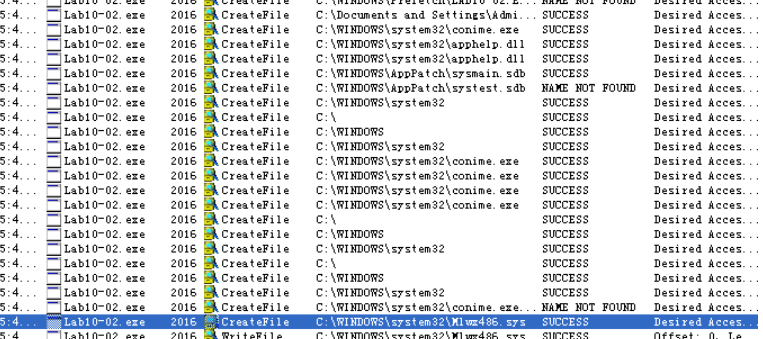 5:4... Lab10-02.exe 2016 CreateFile C:\WINDOWS\Prefetch\LAB10-02.E... NAME NOT FOUND Desired Acces...
5:4... Lab10-02.exe 2016 CreateFile C:\Documents and Settings\Admi... SUCCESS Desired Acces...
5:4... Lab10-02.exe 2016 CreateFile C:\WINDOWS\system32\conime.exe SUCCESS Desired Acces...
5:4... Lab10-02.exe 2016 CreateFile C:\WINDOWS\system32\apphelp.dll SUCCESS Desired Acces...
5:4... Lab10-02.exe 2016 CreateFile C:\WINDOWS\system32\apphelp.dll SUCCESS Desired Acces...
5:4... Lab10-02.exe 2016 CreateFile C:\WINDOWS\AppPatch\sysmain.sdb SUCCESS Desired Acces...
5:4... Lab10-02.exe 2016 CreateFile C:\WINDOWS\AppPatch\systest.sdb NAME NOT FOUND Desired Acces...
5:4... Lab10-02.exe 2016 CreateFile C:\WINDOWS\system32 SUCCESS Desired Acces...
5:4... Lab10-02.exe 2016 CreateFile C:\ SUCCESS Desired Acces...
5:4... Lab10-02.exe 2016 CreateFile C:\WINDOWS SUCCESS Desired Acces...
5:4... Lab10-02.exe 2016 CreateFile C:\WINDOWS\system32 SUCCESS Desired Acces...
5:4... Lab10-02.exe 2016 CreateFile C:\WINDOWS\system32\conime.exe SUCCESS Desired Acces...
5:4... Lab10-02.exe 2016 CreateFile C:\WINDOWS\system32\conime.exe SUCCESS Desired Acces...
5:4... Lab10-02.exe 2016 CreateFile C:\WINDOWS\system32\conime.exe SUCCESS Desired Acces...
5:4... Lab10-02.exe 2016 CreateFile C:\WINDOWS\system32\conime.exe SUCCESS Desired Acces...
5:4... Lab10-02.exe 2016 CreateFile C:\ SUCCESS Desired Acces...
5:4... Lab10-02.exe 2016 CreateFile C:\WINDOWS SUCCESS Desired Acces...
5:4... Lab10-02.exe 2016 CreateFile C:\WINDOWS\system32 SUCCESS Desired Acces...
5:4... Lab10-02.exe 2016 CreateFile C:\ SUCCESS Desired Acces...
5:4... Lab10-02.exe 2016 CreateFile C:\WINDOWS SUCCESS Desired Acces...
5:4... Lab10-02.exe 2016 CreateFile C:\WINDOWS\system32 SUCCESS Desired Acces...
5:4... Lab10-02.exe 2016 CreateFile C:\WINDOWS\system32\conime.exe... NAME NOT FOUND Desired Acces...
5:4... Lab10-02.exe 2016 CreateFile C:\WINDOWS\system32\Mlwx486.sys SUCCESS Desired Acces...
5:4... Lab10-02.exe 2016 WriteFile C:\WINDOWS\system32\Mlwx486.sys SUCCESS Offset: 0, Le...